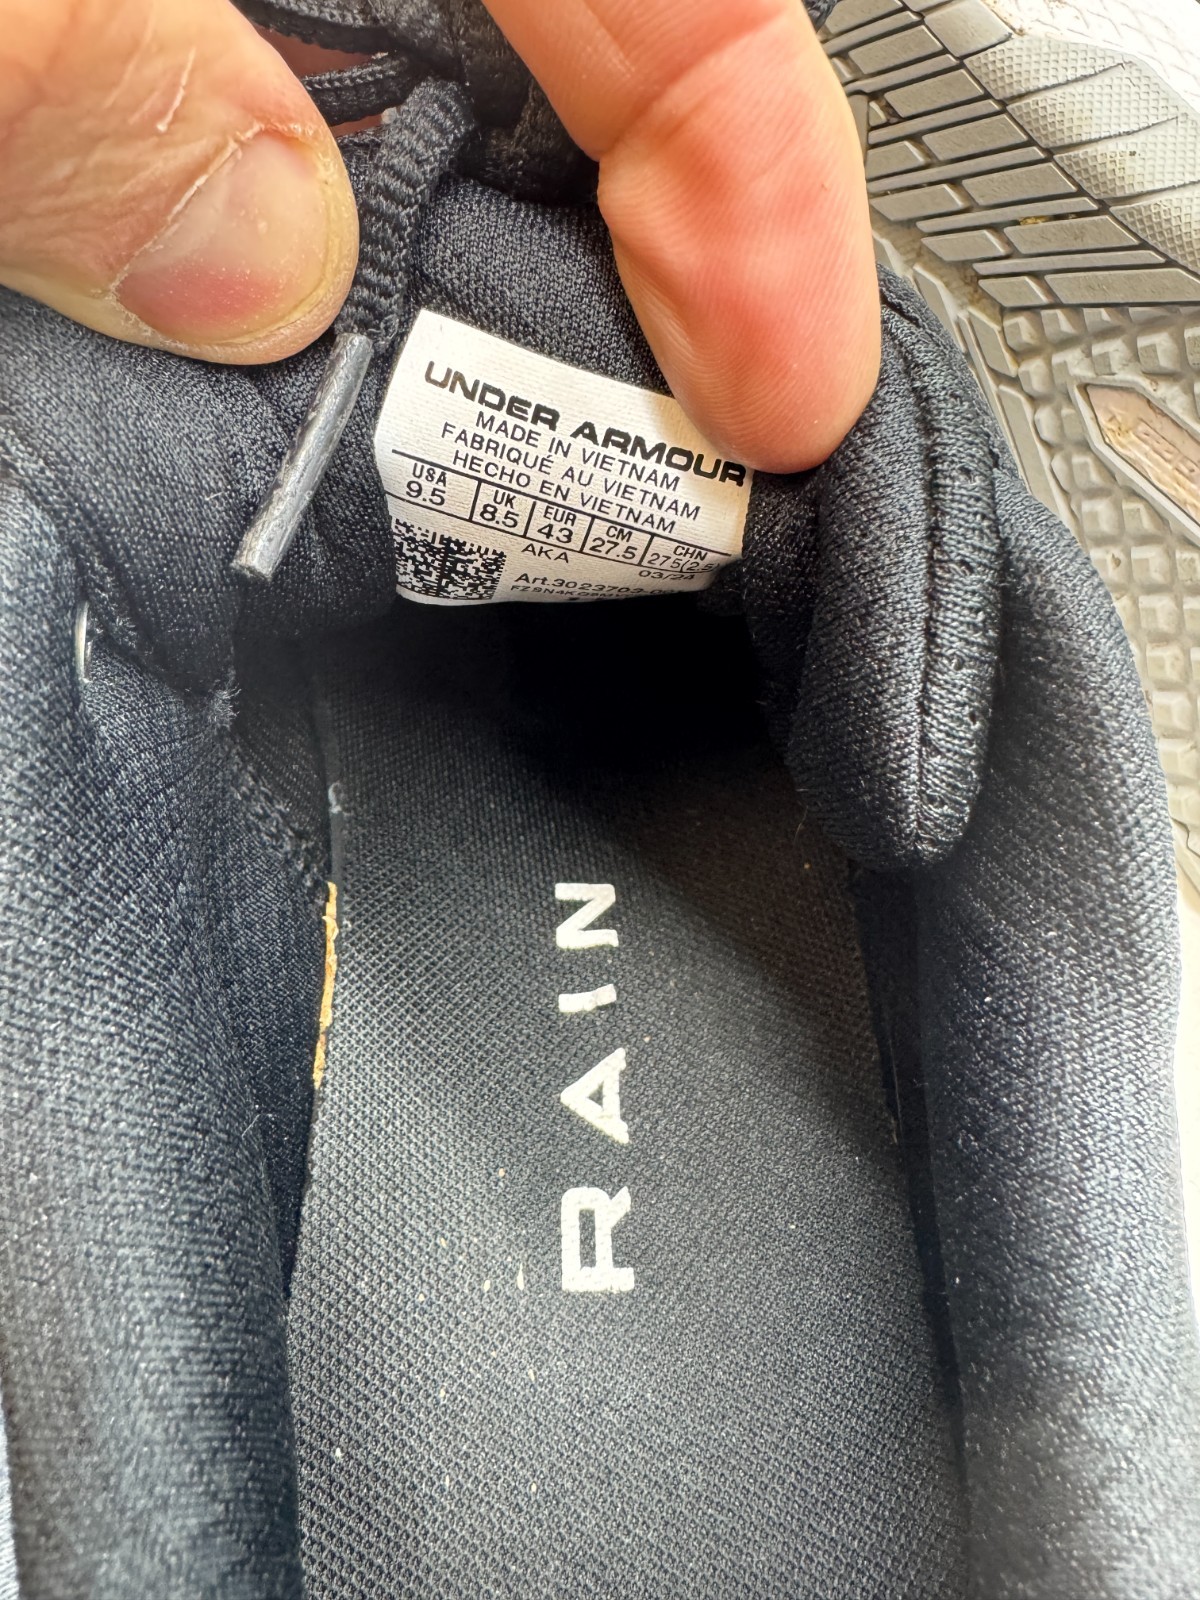 UNDER ARMOUR
MADE IN VIETNAM
FABRIQUÉ AU VIETNAM
HECHO EN VIETNAM
USA UK EUR CM CHN
9.5 8.5 43 27.5
AKA 03/24
RAIN